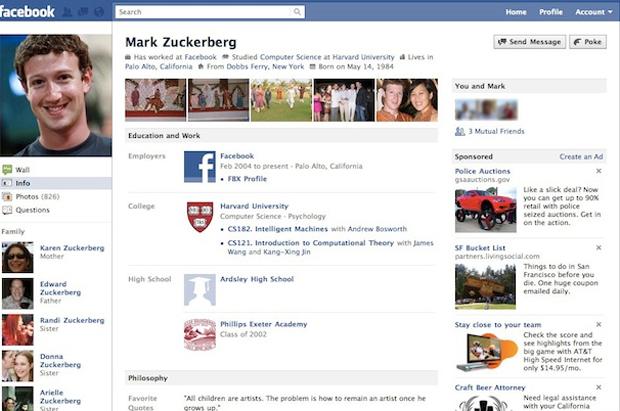 facebook
Search
Home Profile Account
Mark Zuckerberg
Has worked at Facebook Studied Computer Science at Harvard University Lives in
Palo Alto, California From Dobbs Ferry, New York Born on May 14, 1984
Send Message
Poke
Wall
Info
Photos (826)
Questions
Family
Karen Zuckerberg
Mother
Edward
Zuckerberg
Father
Randi Zuckerberg
Sister
Donna
Zuckerberg
Sister
Arielle
Zuckerberg
Education and Work
Employers
Facebook
Feb 2004 to present - Palo Alto, California
• FBX Profile
College
Harvard University
Computer Science · Psychology
• CS182. Intelligent Machines with Andrew Bosworth
• CS121. Introduction to Computational Theory with James
Wang and Kang-Xing Jin
High School
Ardsley High School
Phillips Exeter Academy
Class of 2002
Philosophy
Favorite
Quotes
"All children are artists. The problem is how to remain an artist once he
grows up."
You and Mark
3 Mutual Friends
Sponsored
Create an Ad
Police Auctions
gsaauctions.gov
Like a slick deal? Now
you can get up to 90%
retail with police
seized auctions. Get in
on the action.
SF Bucket List
partners.livingsocial.com
Things to do in San
Francisco before you
die. One huge coupon
emailed daily.
Stay close to your team
Check the score and
see highlights from the
big game with AT&T
High Speed Internet for
only $14.95/mo.
Craft Beer Attorney
Need legal assistance
with your California